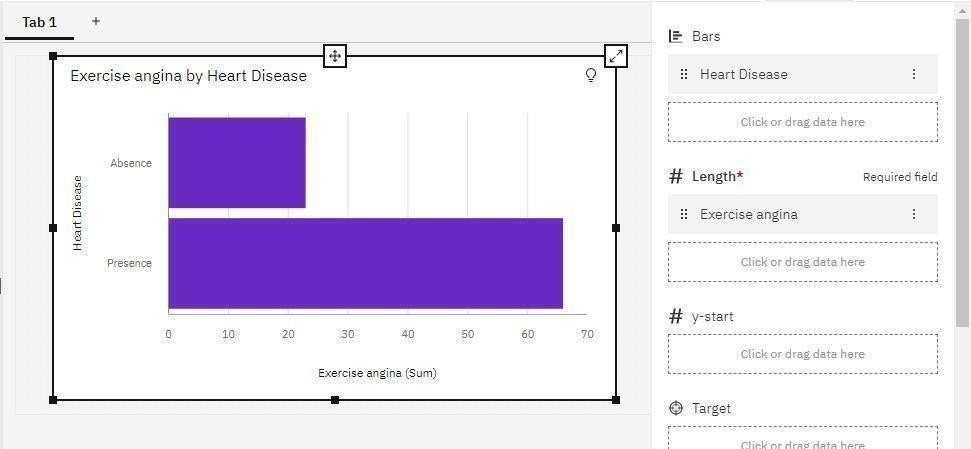 Tab 1 +
Exercise angina by Heart Disease
Heart Disease
Absence
Presence
0 10 20 30 40 50 60 70
Exercise angina (Sum)
Bars
Heart Disease
Click or drag data here
# Length* Required field
Exercise angina
Click or drag data here
# y-start
Click or drag data here
Target
Click or drag data here